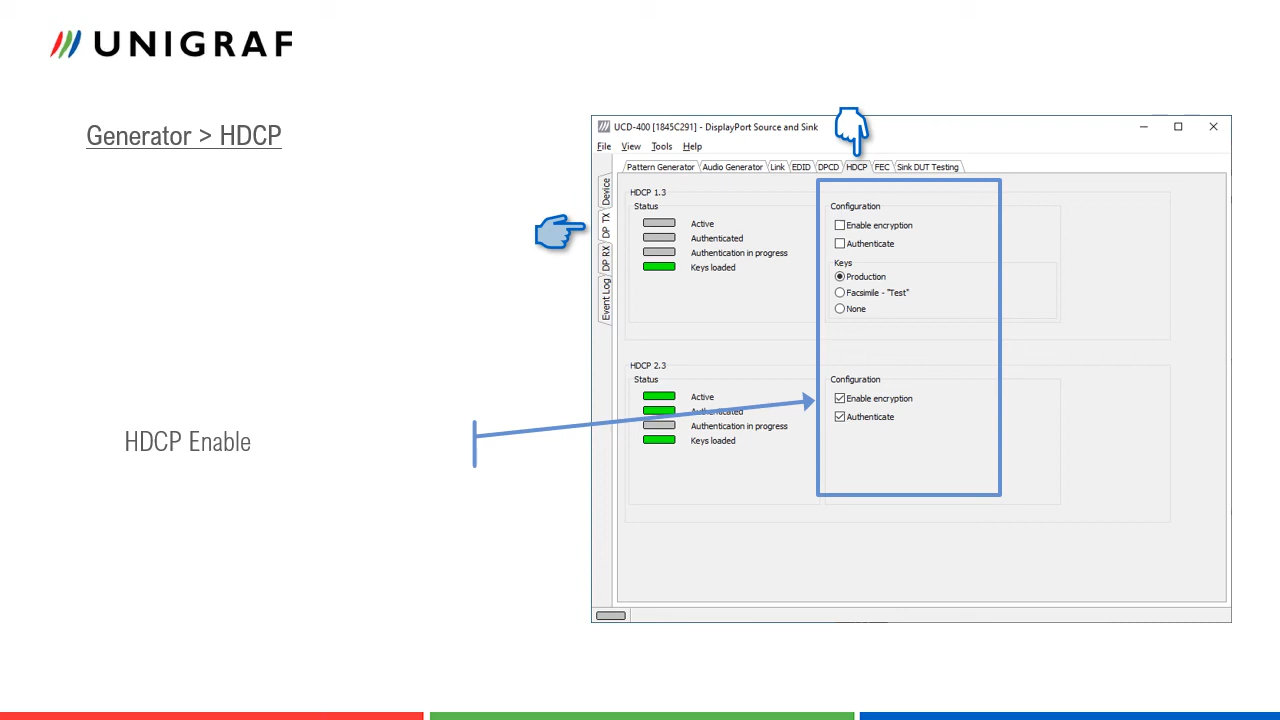 UNIGRAF
Generator > HDCP
HDCP Enable
UCD-400 [1845C291] - DisplayPort Source and Sink
File View Tools Help
Pattern Generator Audio Generator Link EDID DPCD HDCP FEC Sink DUT Testing
Device
DP TX
DP RX
Event Log
HDCP 1.3
Status
Active
Authenticated
Authentication in progress
Keys loaded
Configuration
Enable encryption
Authenticate
Keys
Production
Facsimile - "Test"
None
HDCP 2.3
Status
Active
Authenticated
Authentication in progress
Keys loaded
Configuration
Enable encryption
Authenticate